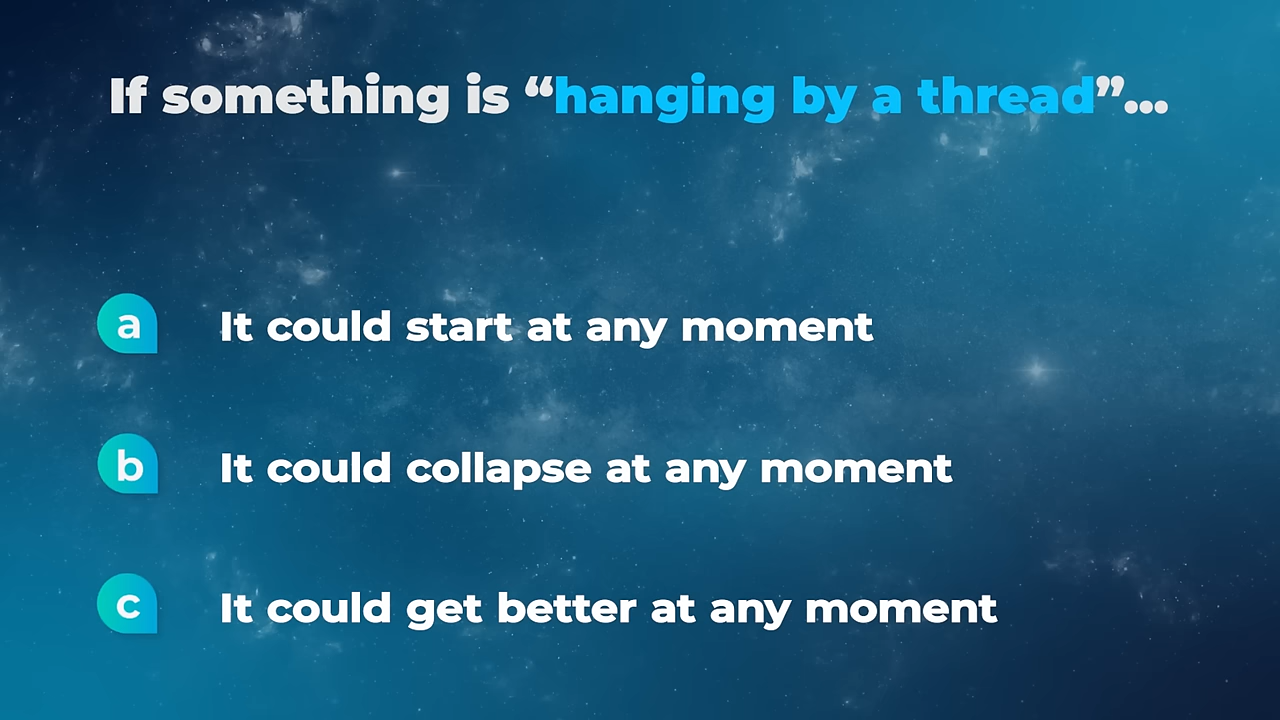 If something is “hanging by a thread”...
a It could start at any moment
b It could collapse at any moment
c It could get better at any moment